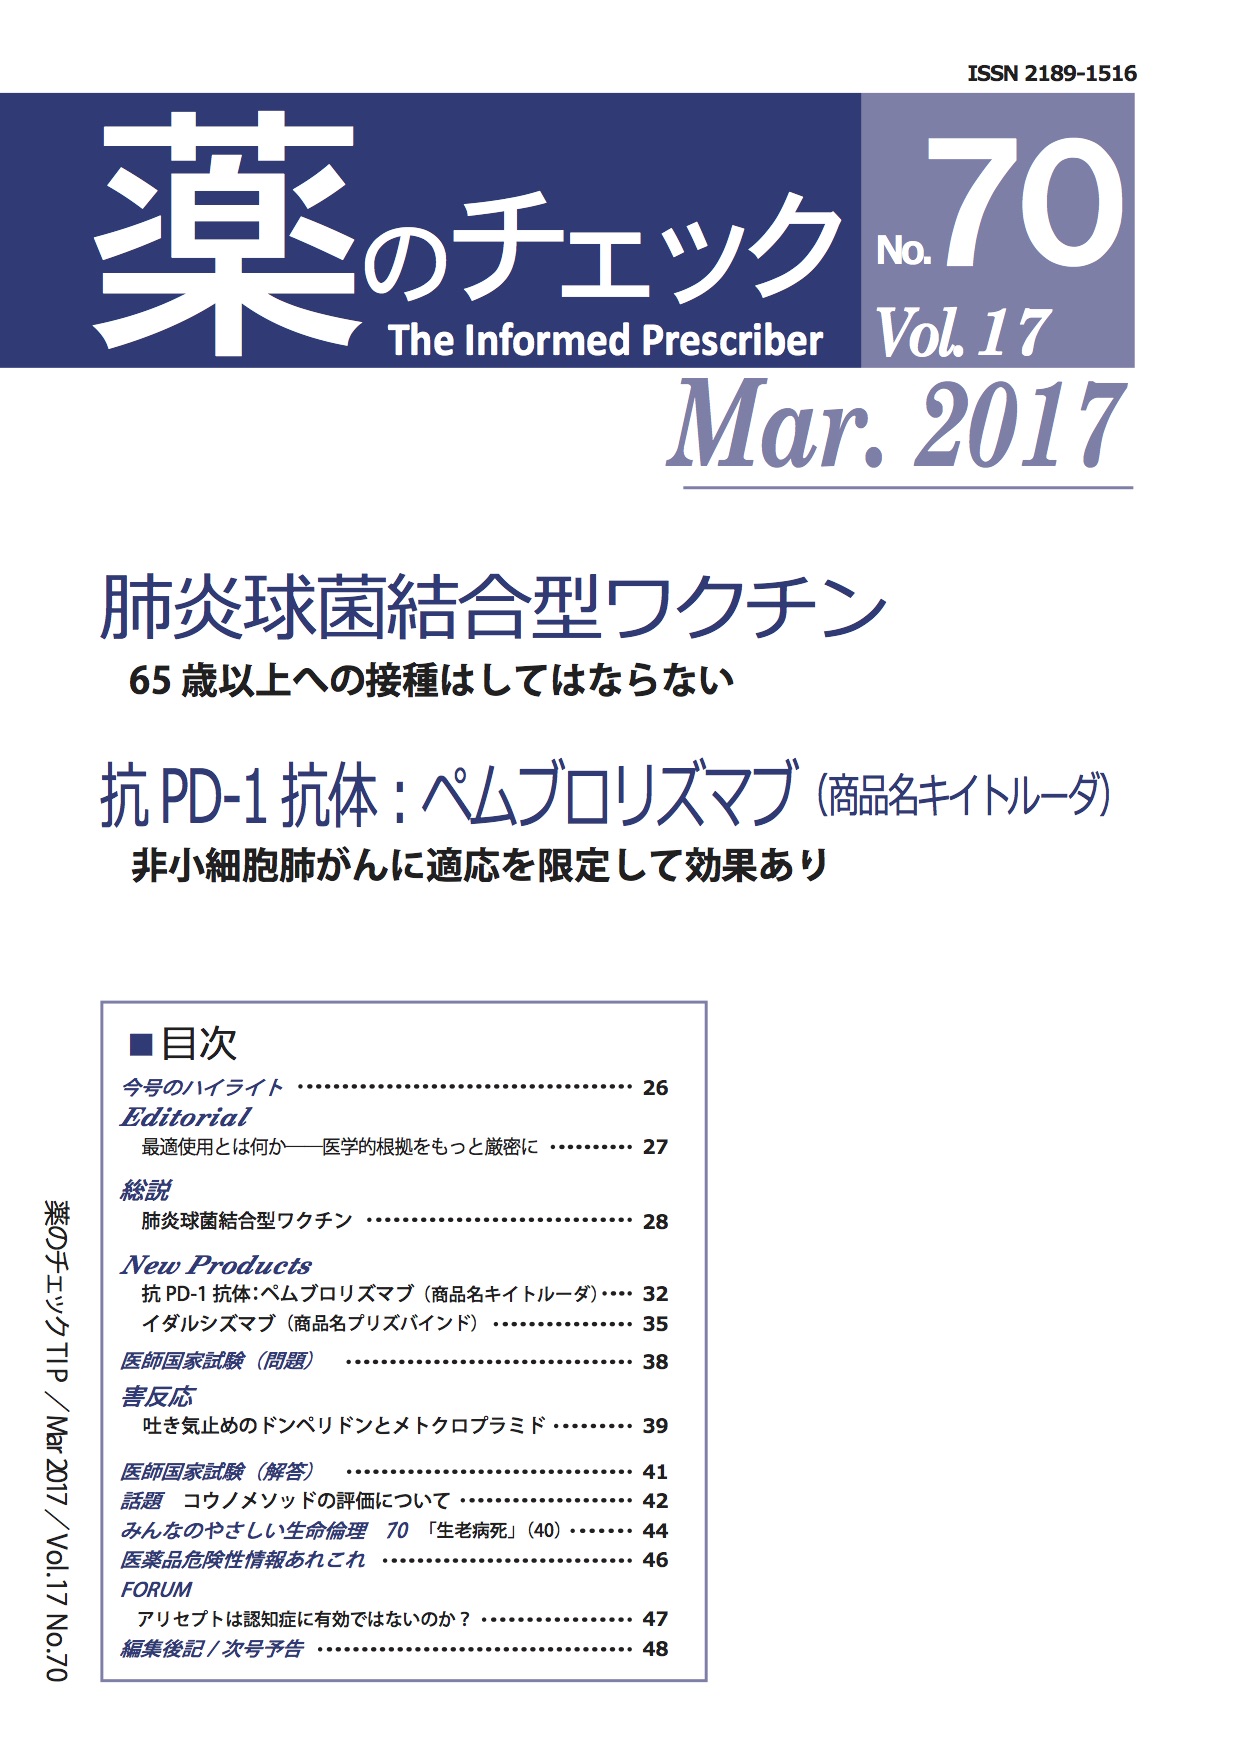 ISSN 2189-1516
薬のチェック
The Informed Prescriber
No.70
Vol.17
Mar. 2017
肺炎球菌結合型ワクチン
65 歳以上への接種はしてはならない
抗 PD-1 抗体：ペムブロリズマブ（商品名キイトルーダ）
非小細胞肺がんに適応を限定して効果あり
■目次
今号のハイライト ………………………………… 26
Editorial
最適使用とは何か――医学的根拠をもっと厳密に ……… 27
総説
肺炎球菌結合型ワクチン ………………………… 28
New Products
抗 PD-1 抗体：ペムブロリズマブ（商品名キイトルーダ）…· 32
イダルシズマブ（商品名プリズバインド） …………… 35
医師国家試験（問題） ………………………… 38
害反応
吐き気止めのドンペリドンとメトクロプラミド ……… 39
医師国家試験（解答） ………………………… 41
話題 コウノメソッドの評価について ……………… 42
みんなのやさしい生命倫理 70 「生老病死」（40）……· 44
医薬品危険性情報あれこれ ……………………… 46
FORUM
アリセプトは認知症に有効ではないのか？ …………… 47
編集後記 / 次号予告 …………………………… 48
薬のチェック TIP ／ Mar 2017 ／ Vol.17 No.70